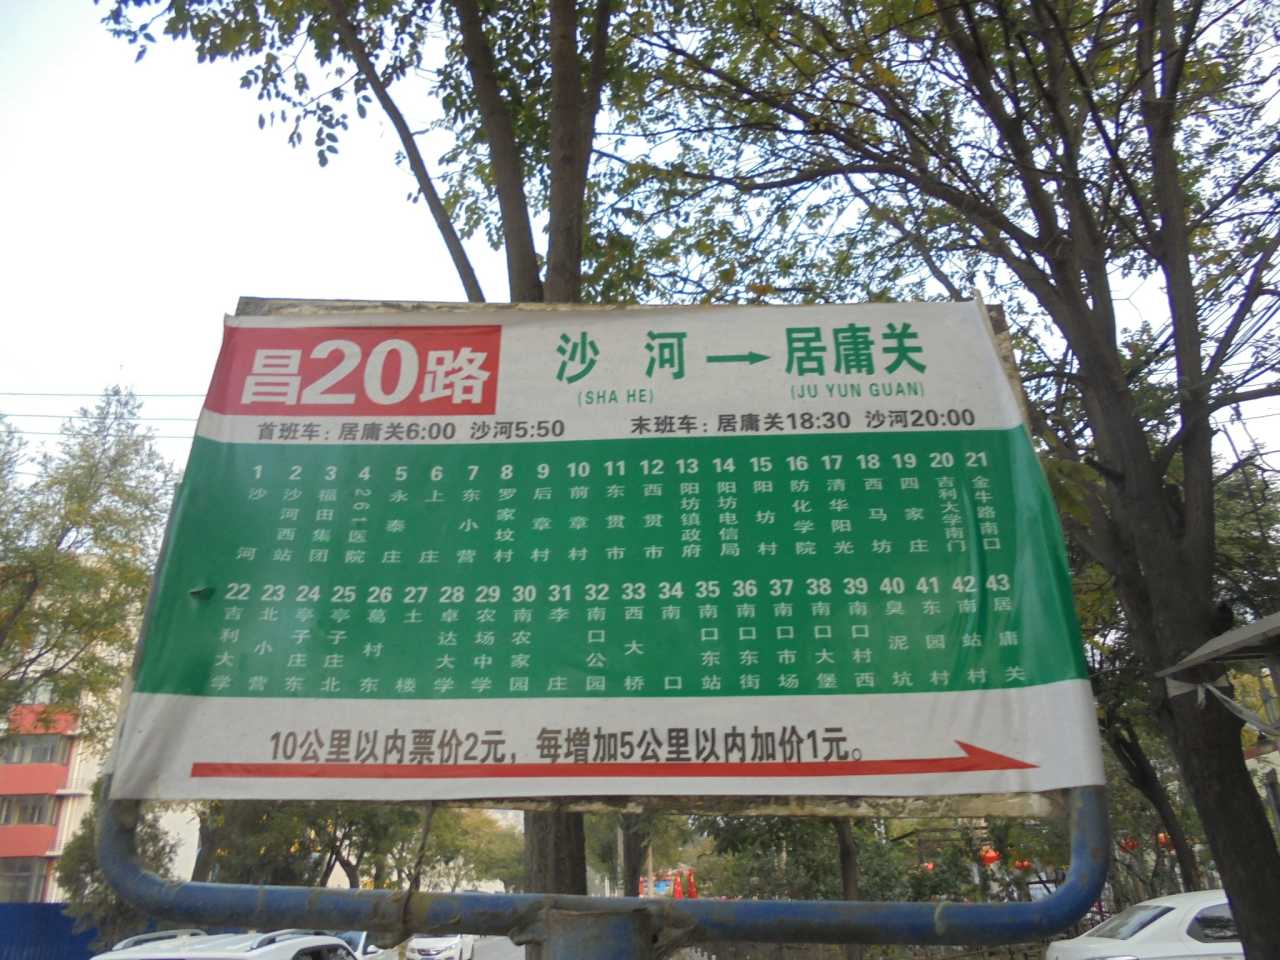 昌20路
沙河→居庸关
(SHA HE) (JU YUN GUAN)
首班车:居庸关6:00 沙河5:50 末班车:居庸关18:30 沙河20:00
1 沙河
2 沙河西站
3 福田集团
4 261医院
5 永泰庄
6 上庄
7 东小营
8 罗家坟村
9 后章村
10 前章村
11 东贯市
12 西贯市
13 阳坊镇政府
14 阳坊电信局
15 阳坊村
16 防化学院
17 清华阳光
18 西马坊
19 四家庄
20 吉利大学南门
21 金牛路南口
22 吉利大学
23 北小营
24 亭子庄东
25 亭子庄北
26 葛村东
27 土楼
28 卓达大学
29 农场中学
30 南农家园
31 李庄
32 南口公园
33 西大桥
34 南口
35 南口东站
36 南口东街
37 南口市场
38 南口大堡
39 南口村西
40 臭泥坑
41 东园村
42 南站村
43 居庸关
10公里以内票价2元，每增加5公里以内加价1元。